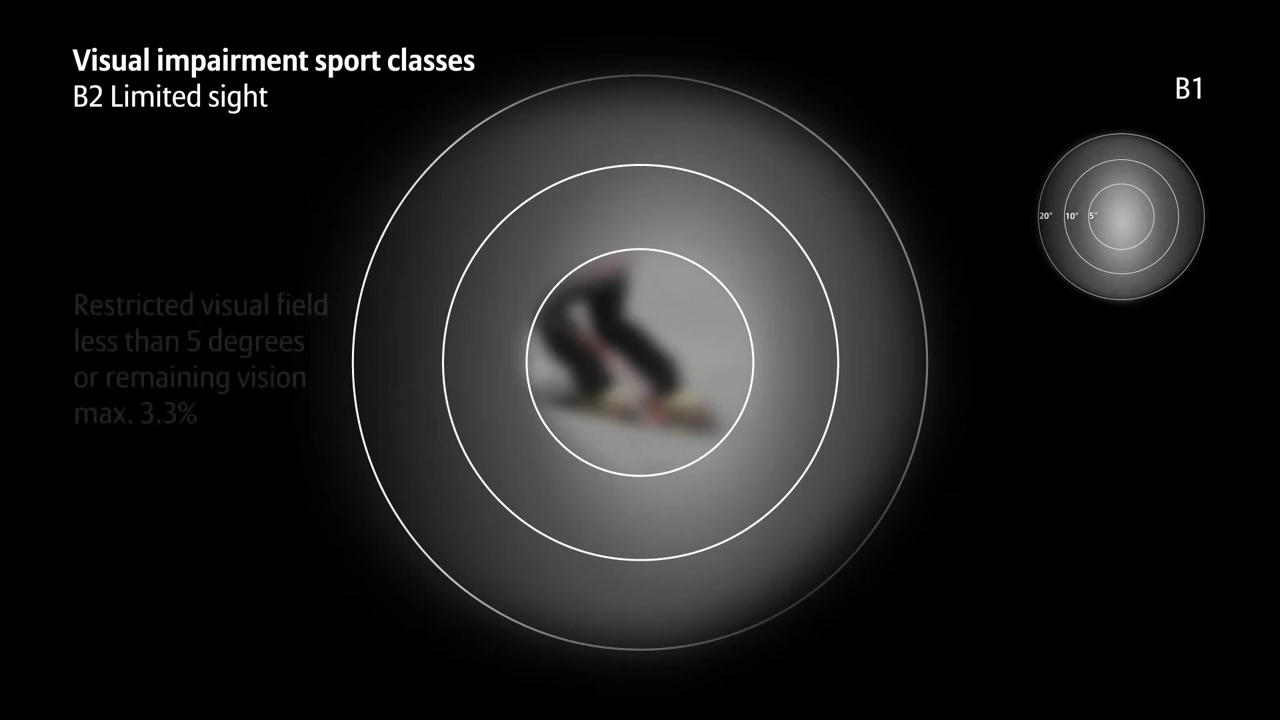 Visual impairment sport classes
B2 Limited sight
B1
20° 10° 5°
Restricted visual field
less than 5 degrees
or remaining vision
max. 3.3%